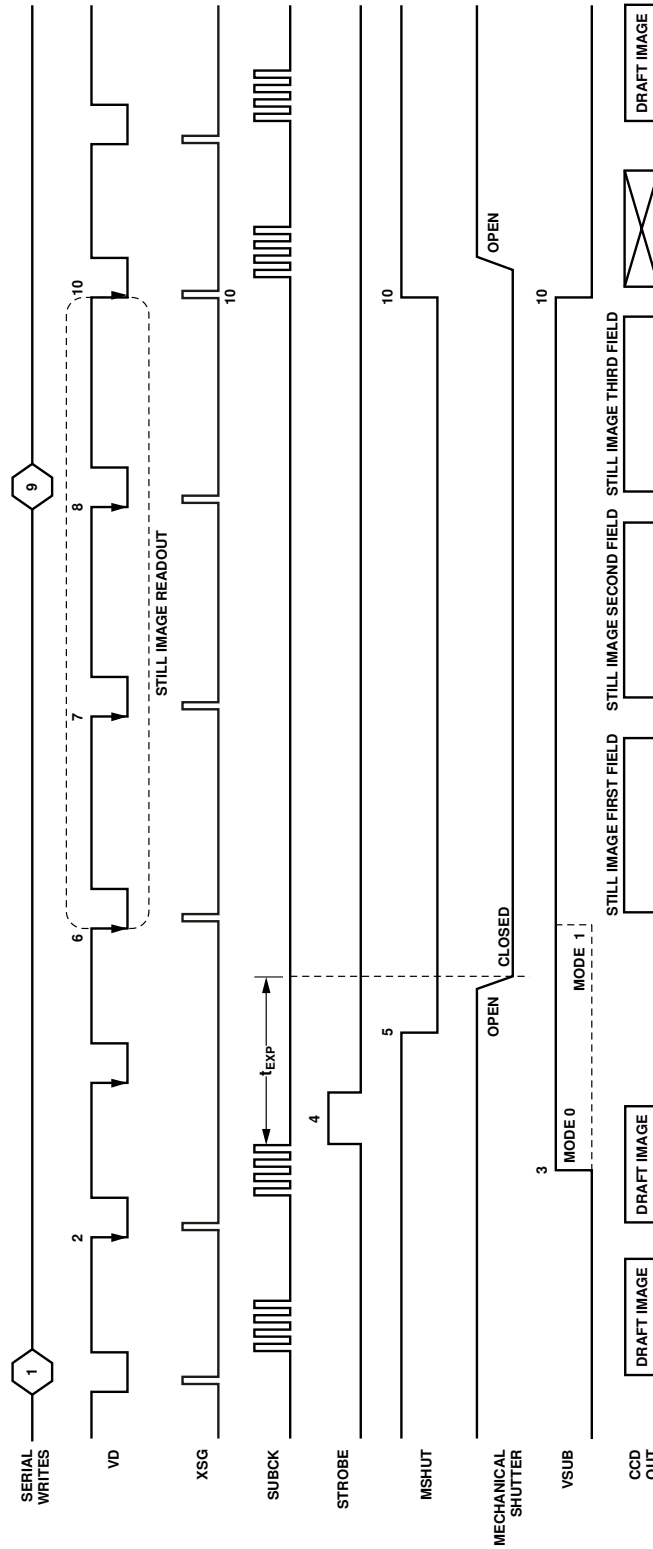 SERIAL
WRITES
1
9
VD
2
6
7
8
10
STILL IMAGE READOUT
XSG
10
SUBCK
tEXP
STROBE
4
MSHUT
5
10
MECHANICAL
SHUTTER
OPEN
CLOSED
OPEN
VSUB
3
MODE 0
MODE 1
10
CCD
OUT
DRAFT IMAGE
DRAFT IMAGE
STILL IMAGE FIRST FIELD
STILL IMAGE SECOND FIELD
STILL IMAGE THIRD FIELD
DRAFT IMAGE